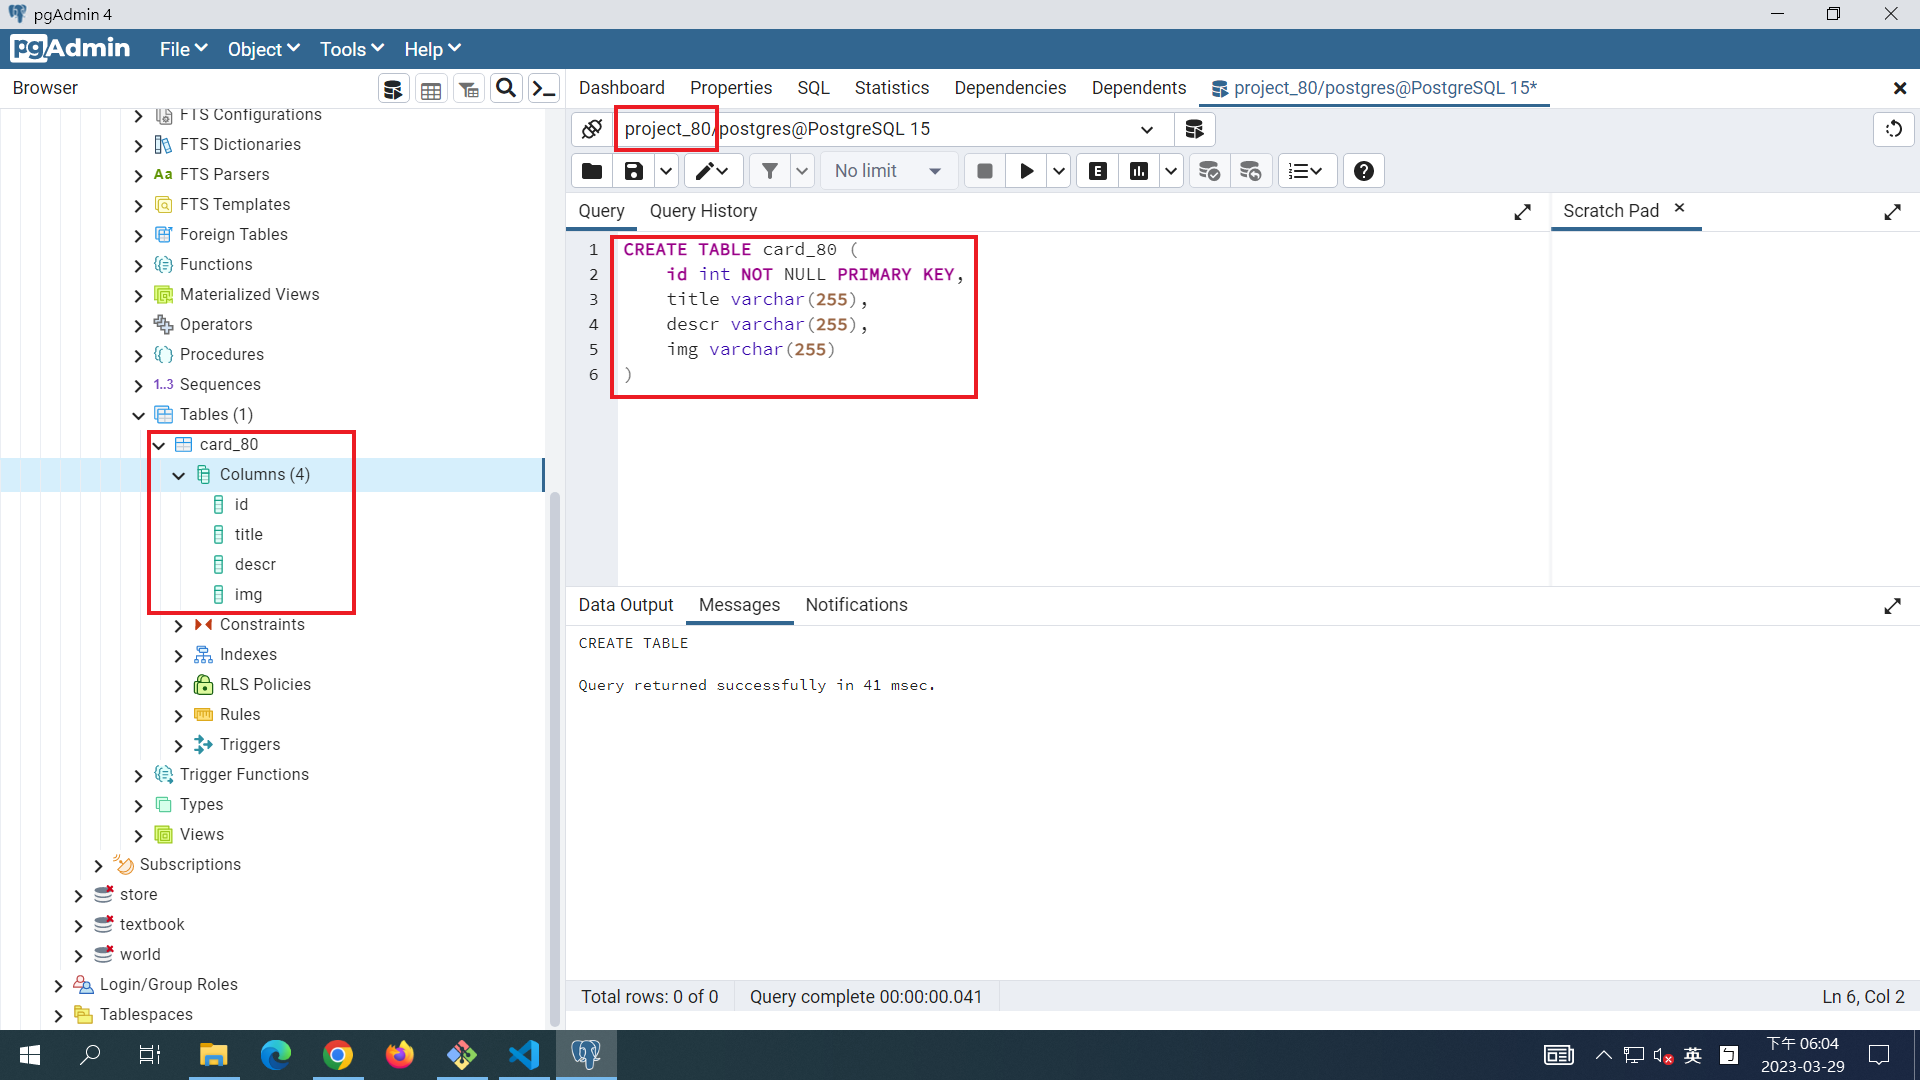 pgAdmin 4
pgAdmin File Object Tools Help
Browser
FTS Configurations
FTS Dictionaries
Aa FTS Parsers
FTS Templates
Foreign Tables
Functions
Materialized Views
Operators
Procedures
1..3 Sequences
Tables (1)
card_80
Columns (4)
id
title
descr
img
Constraints
Indexes
RLS Policies
Rules
Triggers
Trigger Functions
Types
Views
Subscriptions
store
textbook
world
Login/Group Roles
Tablespaces
Dashboard Properties SQL Statistics Dependencies Dependents project_80/postgres@PostgreSQL 15*
project_80/postgres@PostgreSQL 15
No limit E
Query Query History
1 CREATE TABLE card_80 (
2 id int NOT NULL PRIMARY KEY,
3 title varchar(255),
4 descr varchar(255),
5 img varchar(255)
6 )
Scratch Pad
Data Output Messages Notifications
CREATE TABLE
Query returned successfully in 41 msec.
Total rows: 0 of 0 Query complete 00:00:00.041 Ln 6, Col 2
英 ㄅ 下午 06:04
2023-03-29